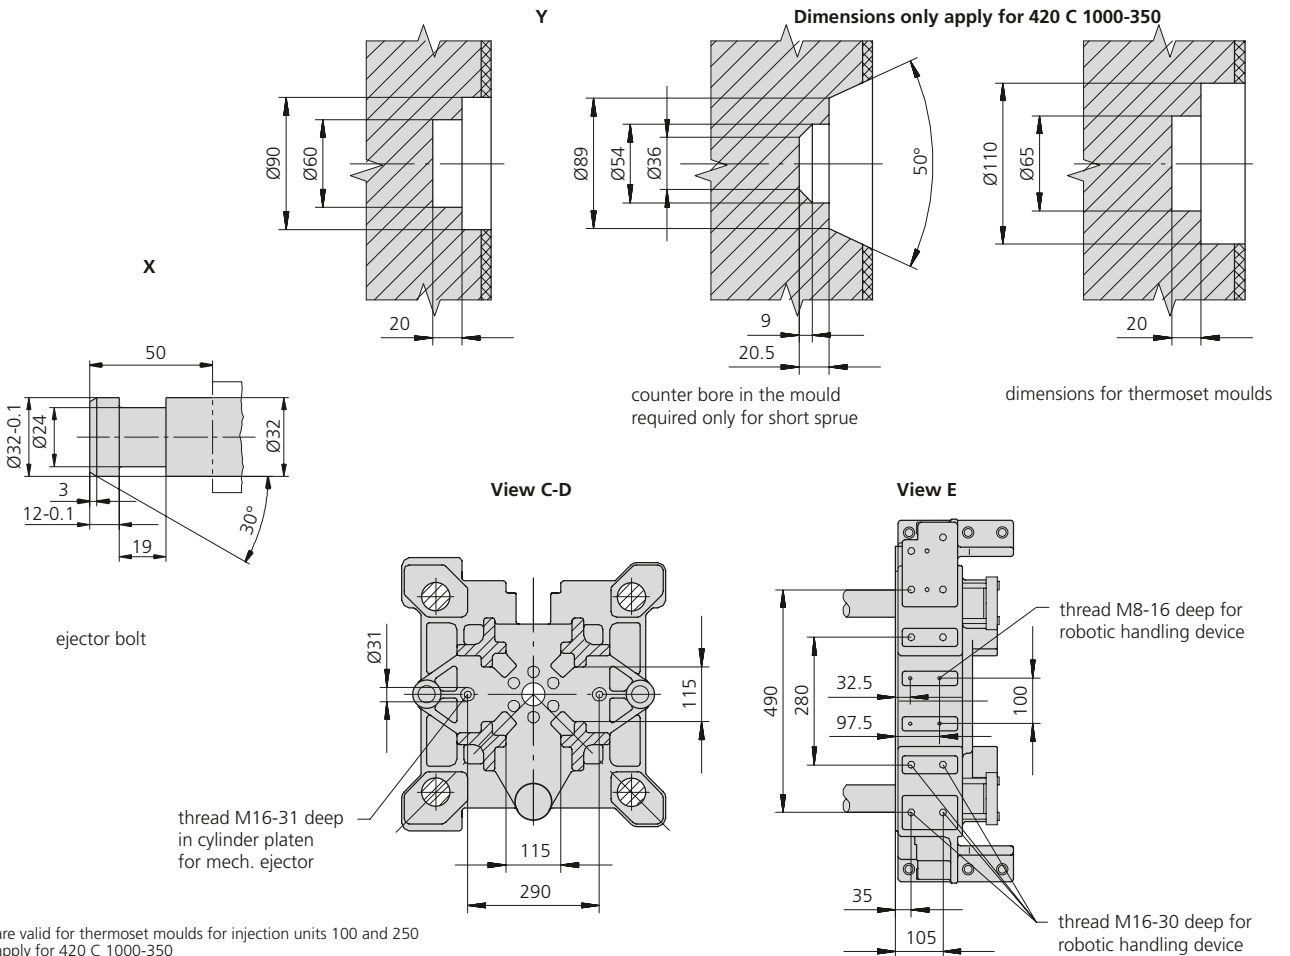 Y
Dimensions only apply for 420 C 1000-350
Ø90
Ø60
20
Ø89
Ø54
Ø36
50°
9
20.5
counter bore in the mould
required only for short sprue
Ø110
Ø65
20
dimensions for thermoset moulds
X
50
Ø32-0.1
Ø24
Ø32
3
12-0.1
19
30°
ejector bolt
View C-D
Ø31
115
thread M16-31 deep
in cylinder platen
for mech. ejector
115
290
View E
thread M8-16 deep for
robotic handling device
490
280
32.5
97.5
100
35
105
thread M16-30 deep for
robotic handling device
are valid for thermoset moulds for injection units 100 and 250
apply for 420 C 1000-350